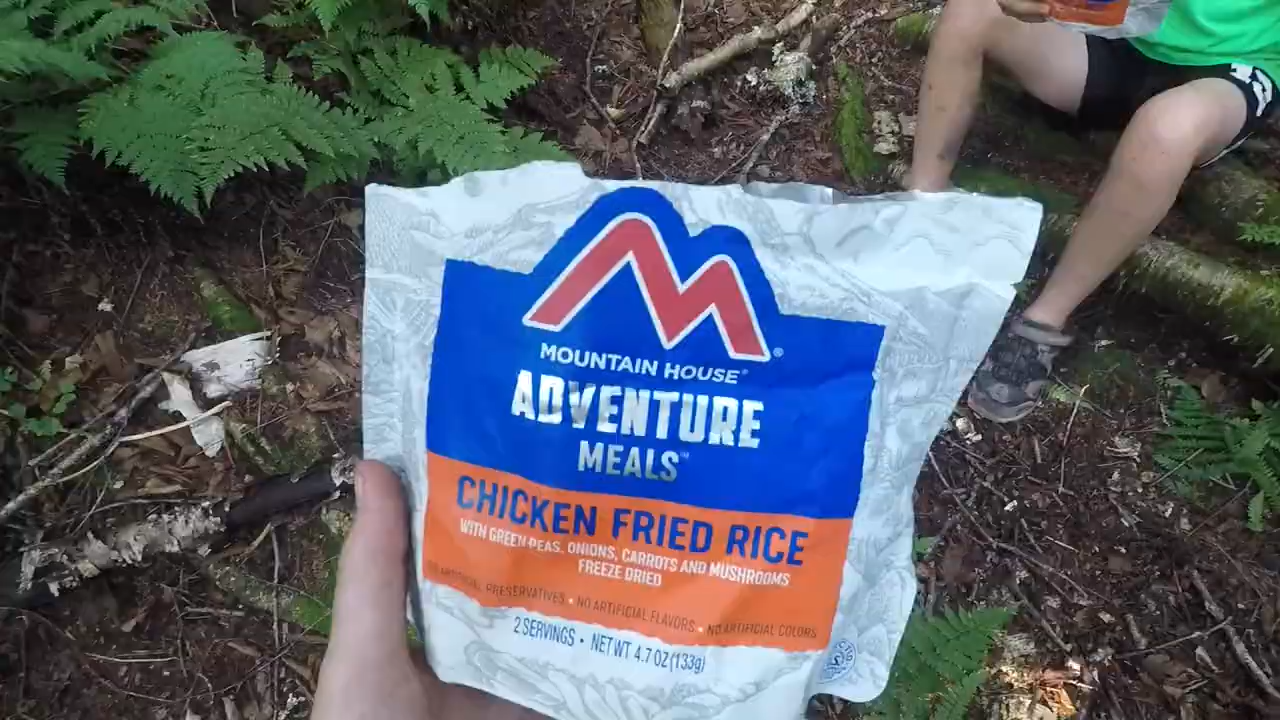 MOUNTAIN HOUSE®
ADVENTURE
MEALS™
CHICKEN FRIED RICE
WITH GREEN PEAS, ONIONS, CARROTS AND MUSHROOMS
FREEZE DRIED
NO ARTIFICIAL PRESERVATIVES • NO ARTIFICIAL FLAVORS • NO ARTIFICIAL COLORS
2 SERVINGS • NET WT 4.7 OZ (133g)